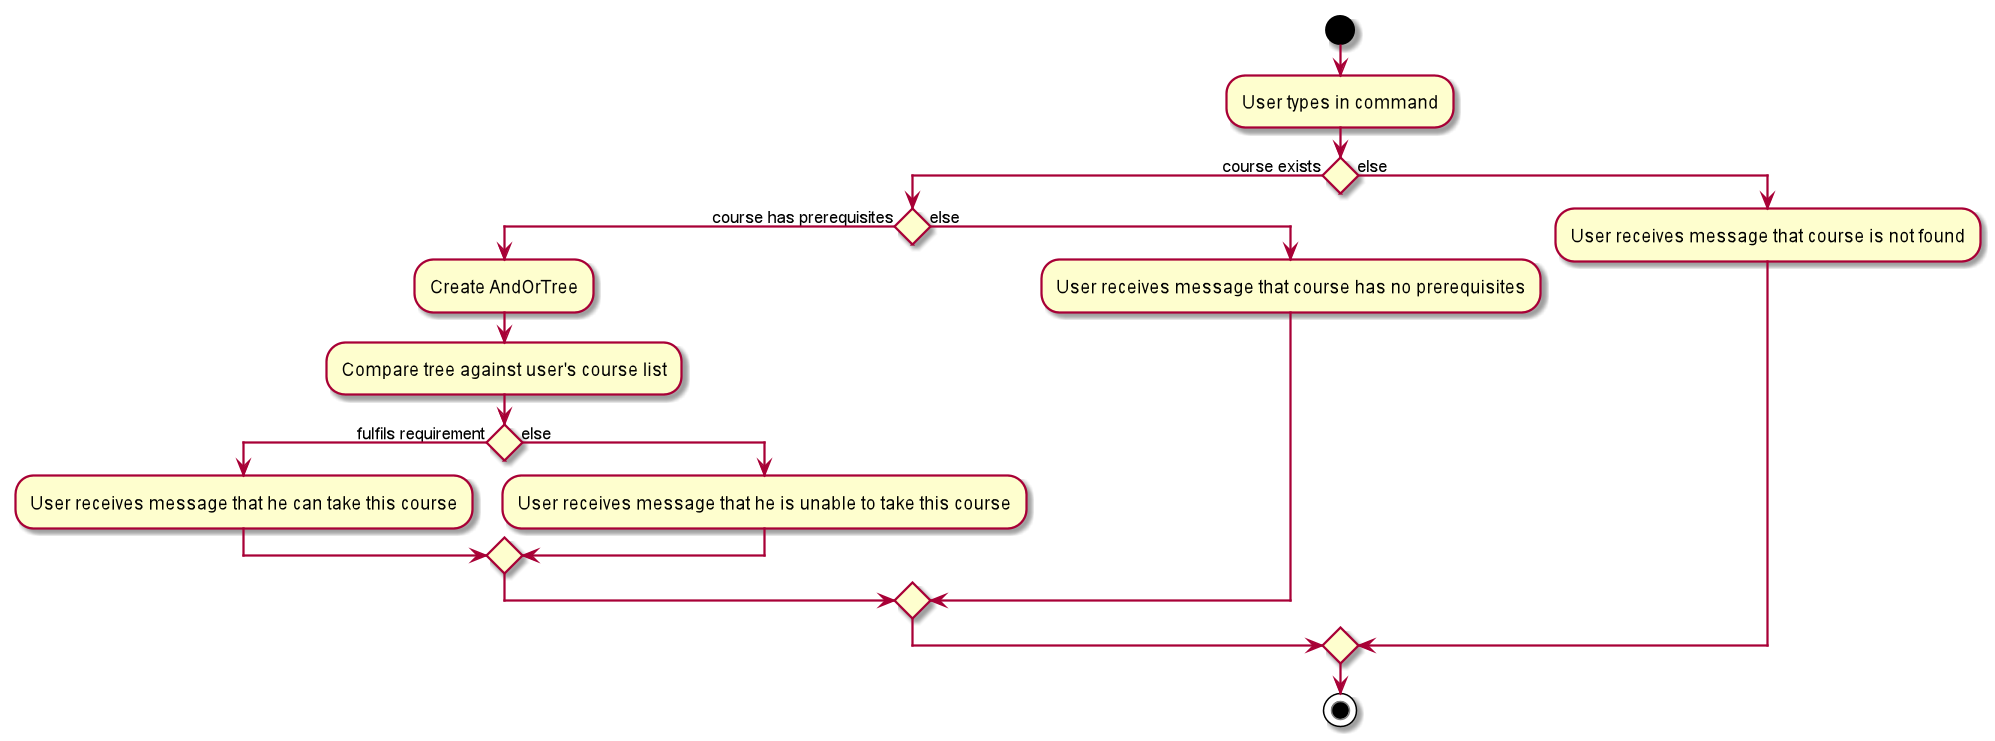 User types in command
course exists
else
course has prerequisites
else
User receives message that course is not found
Create AndOrTree
User receives message that course has no prerequisites
Compare tree against user's course list
fulfils requirement
else
User receives message that he can take this course
User receives message that he is unable to take this course